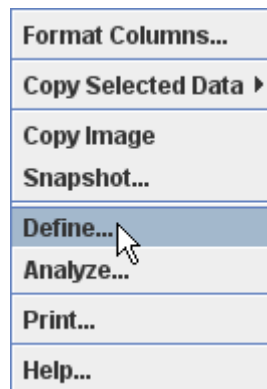 Format Columns...
Copy Selected Data
Copy Image
Snapshot...
Define...
Analyze...
Print...
Help...